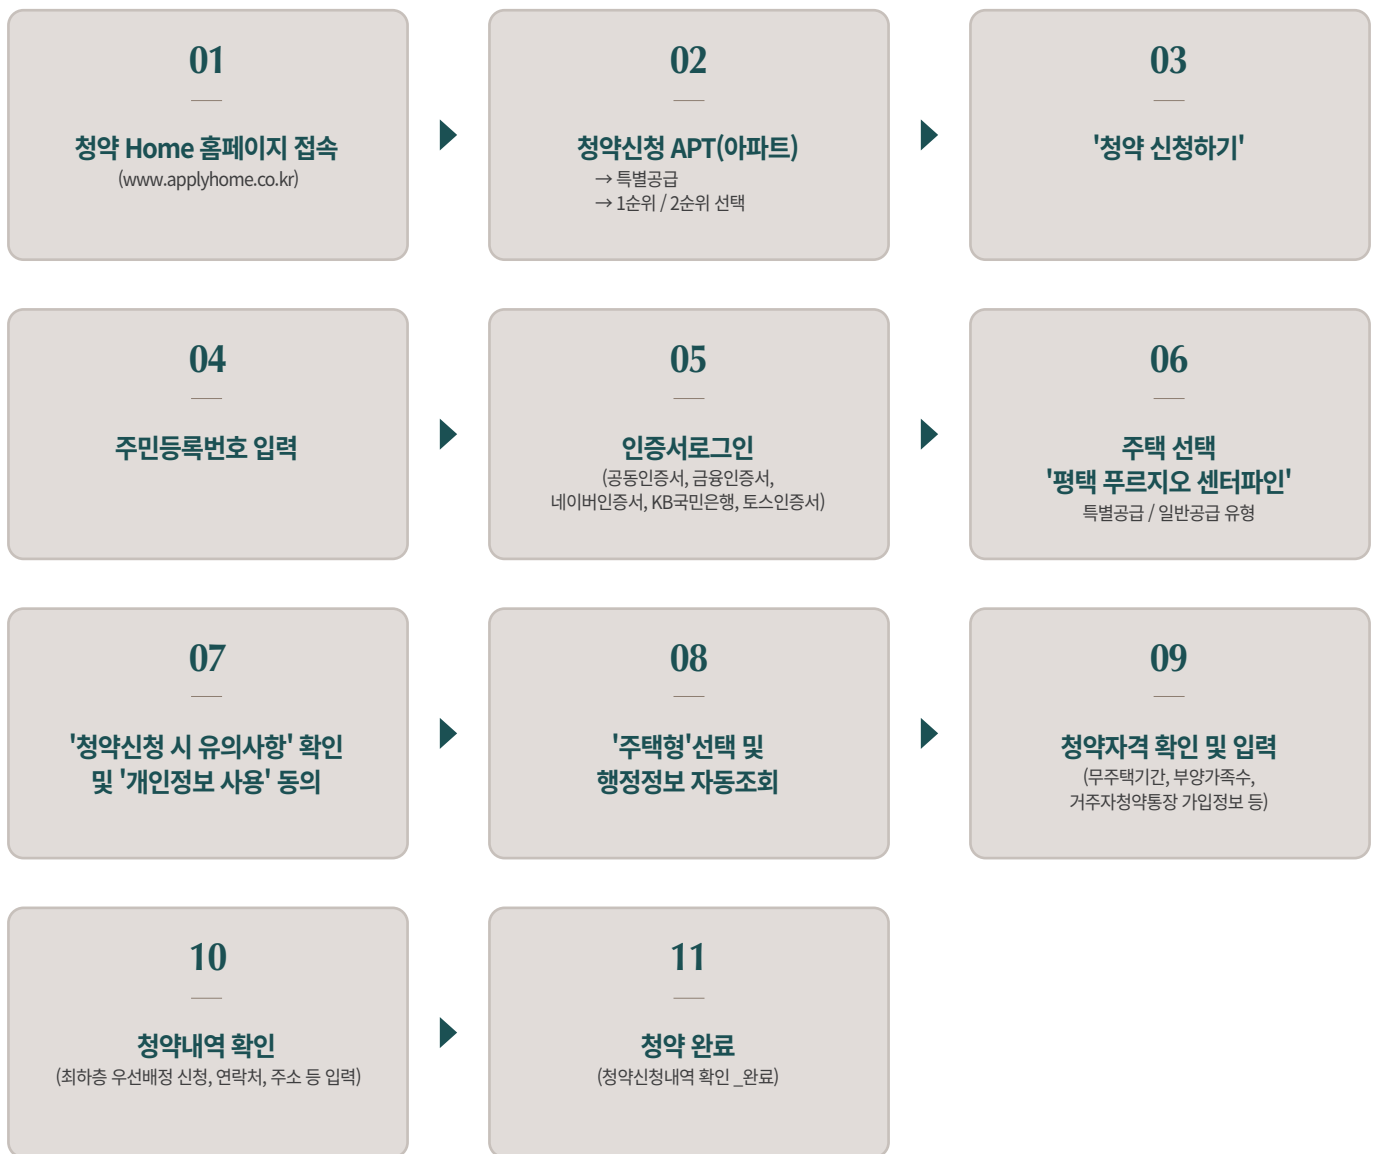 01
청약 Home 홈페이지 접속
(www.applyhome.co.kr)
02
청약신청 APT(아파트)
→ 특별공급
→ 1순위 / 2순위 선택
03
'청약 신청하기'
04
주민등록번호 입력
05
인증서로그인
(공동인증서, 금융인증서,
네이버인증서, KB국민은행, 토스인증서)
06
주택 선택
'평택 푸르지오 센터파인'
특별공급 / 일반공급 유형
07
'청약신청 시 유의사항' 확인
및 '개인정보 사용' 동의
08
'주택형'선택 및
행정정보 자동조회
09
청약자격 확인 및 입력
(무주택기간, 부양가족수,
거주자청약통장 가입정보 등)
10
청약내역 확인
(최하층 우선배정 신청, 연락처, 주소 등 입력)
11
청약 완료
(청약신청내역 확인 _완료)